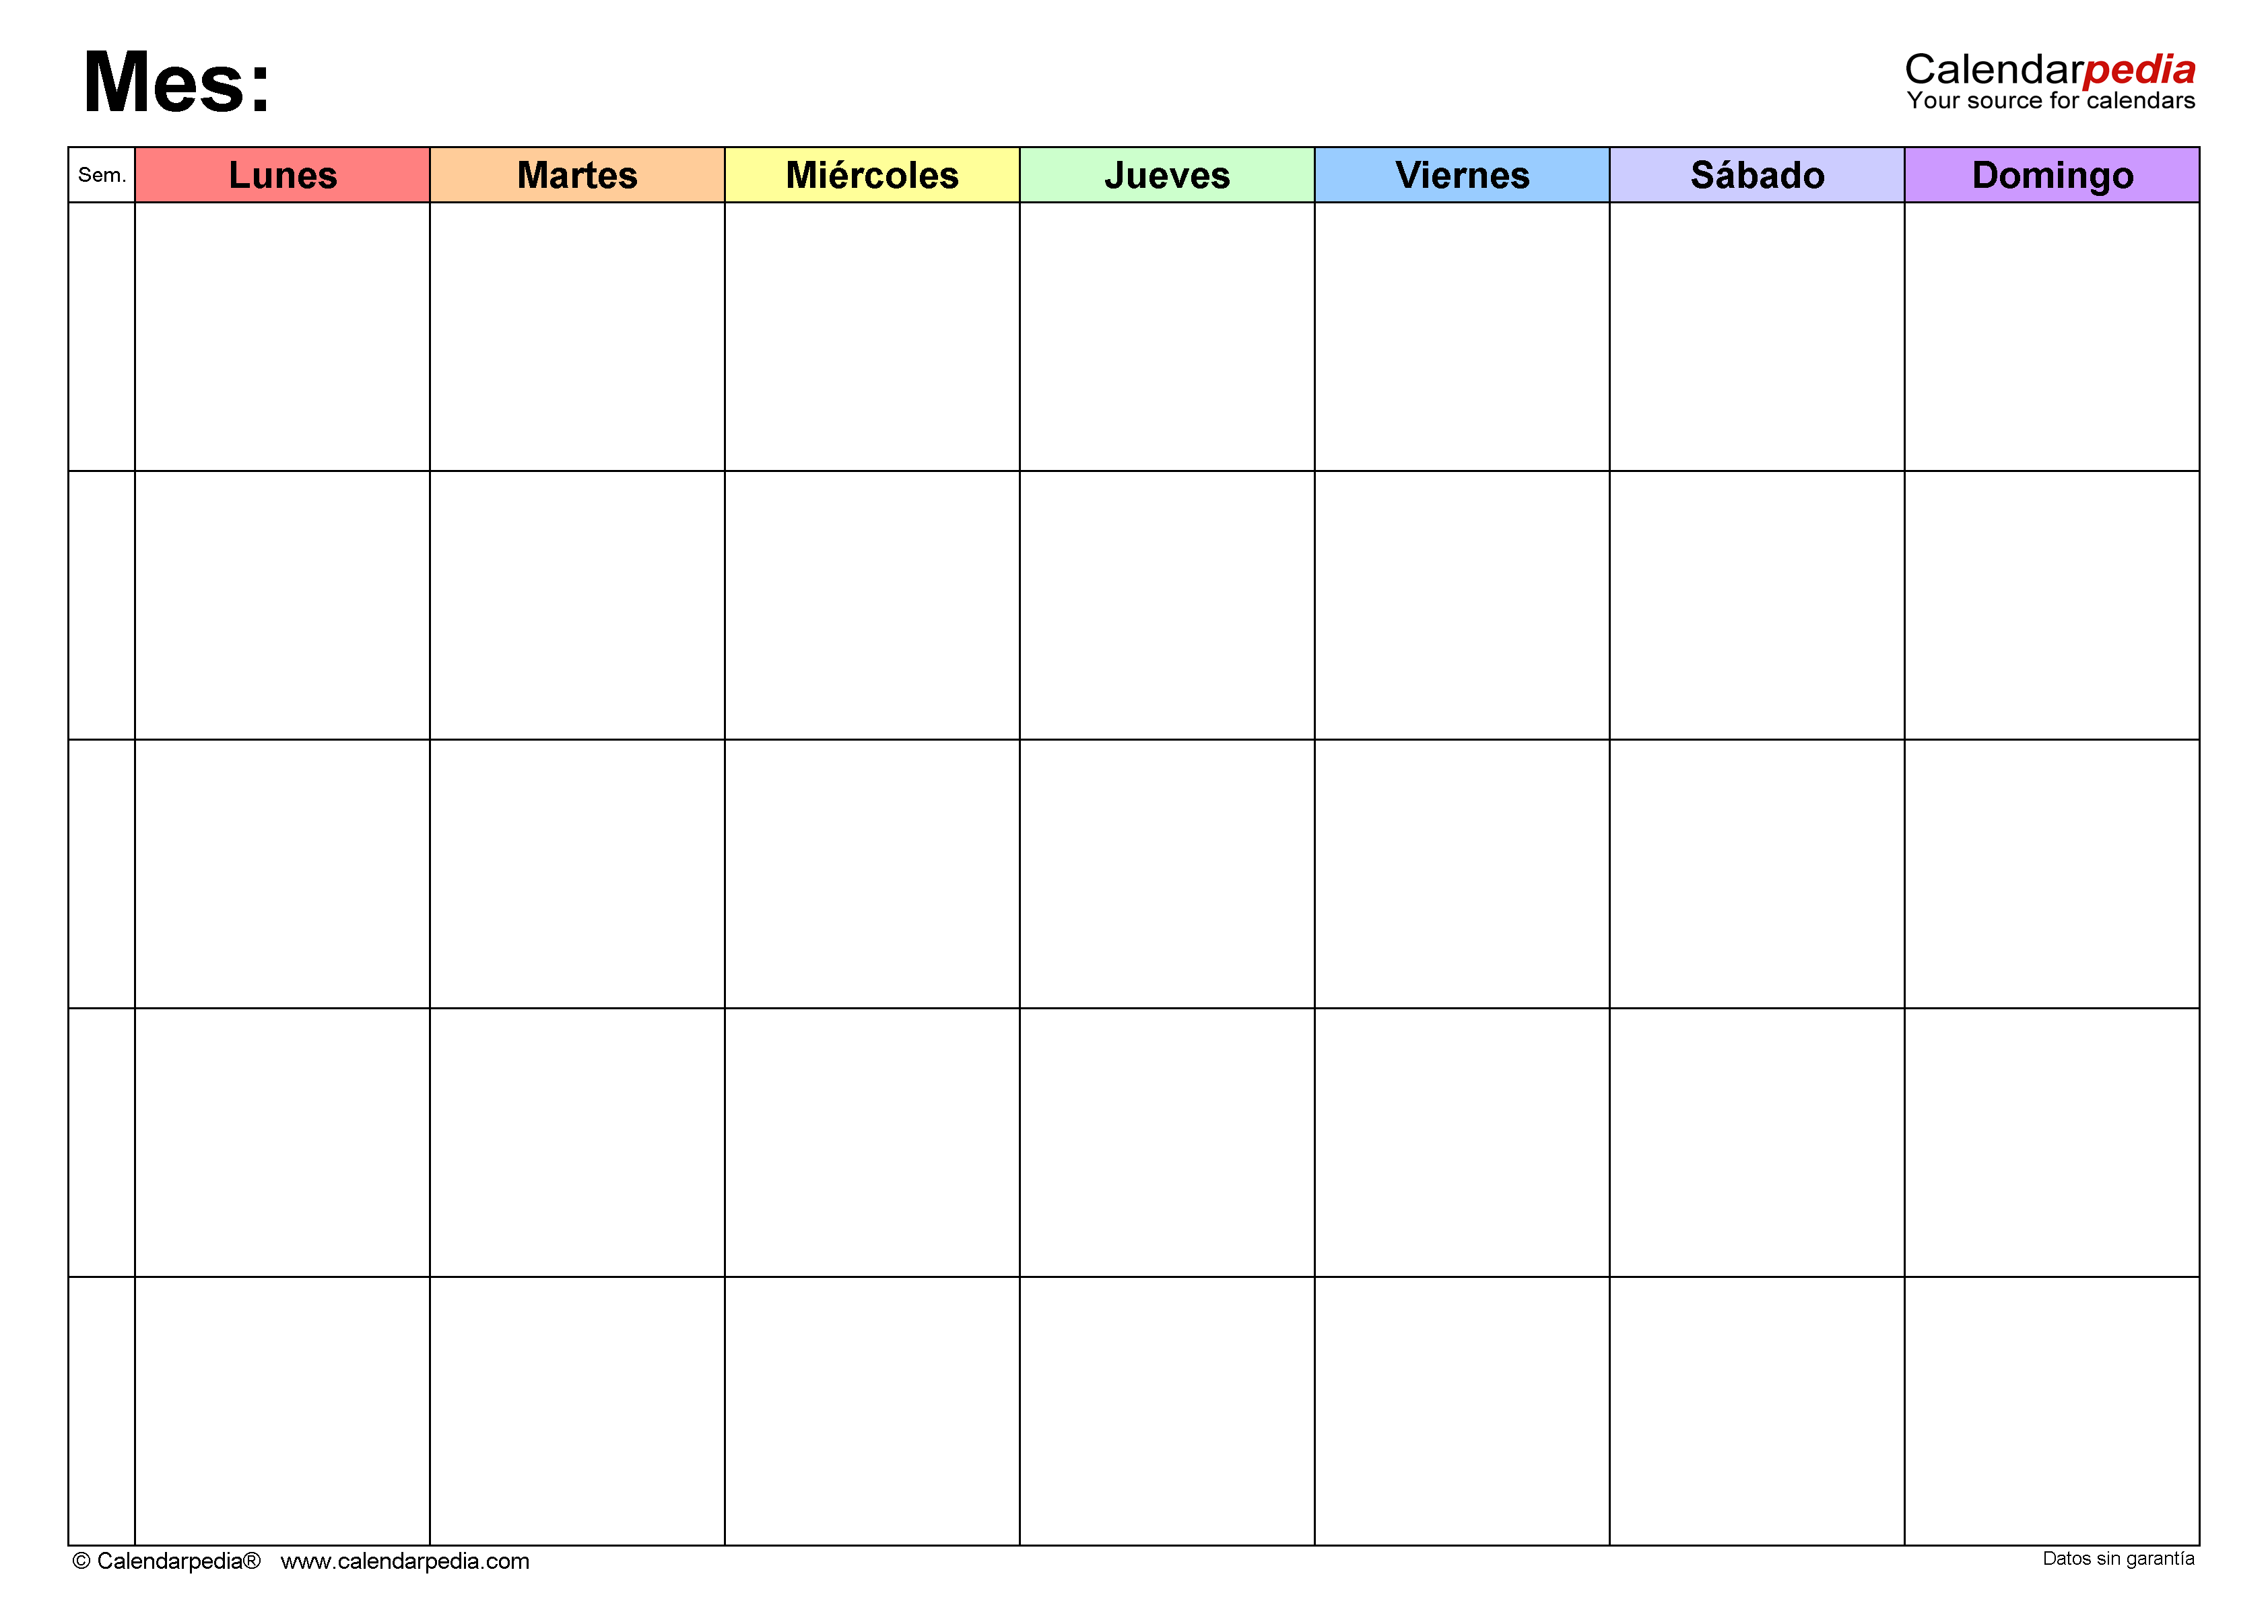 Mes:
Calendarpedia
Your source for calendars
Sem. Lunes Martes Miércoles Jueves Viernes Sábado Domingo
© Calendarpedia® www.calendarpedia.com
Datos sin garantía